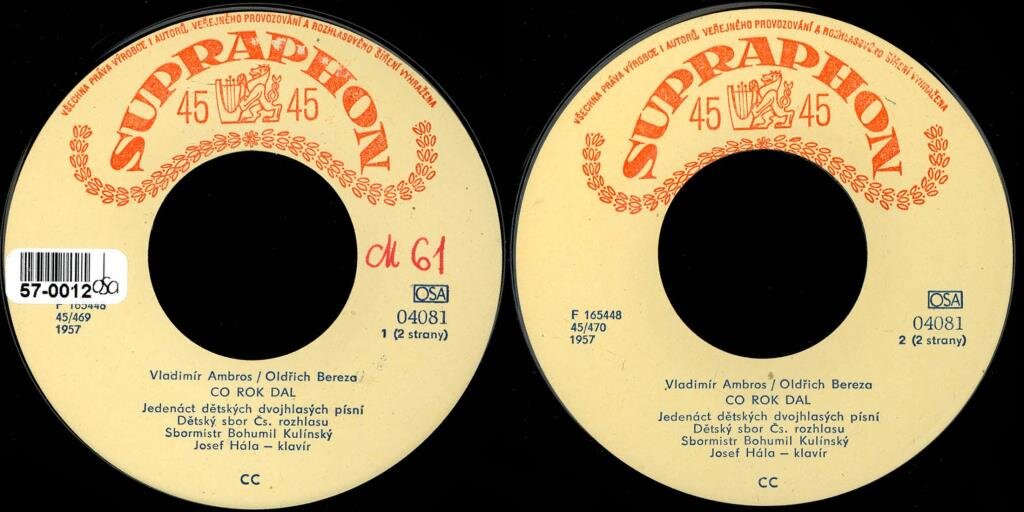 VŠECHNA PRÁVA VÝROBCE I AUTORŮ, VEŘEJNÉHO PROVOZOVÁNÍ A ROZHLASOVÉHO ŠÍŘENÍ VYHRAŽENA
SUPRAPHON
45 45
M 61
57-0012 osa
F 165448
45/469
1957
OSA
04081
1 (2 strany)
Vladimír Ambros / Oldřich Bereza
CO ROK DAL
Jedenáct dětských dvojhlasých písní
Dětský sbor Čs. rozhlasu
Sbormistr Bohumil Kulínský
Josef Hála – klavír
CC
VŠECHNA PRÁVA VÝROBCE I AUTORŮ, VEŘEJNÉHO PROVOZOVÁNÍ A ROZHLASOVÉHO ŠÍŘENÍ VYHRAŽENA
SUPRAPHON
45 45
F 165448
45/470
1957
OSA
04081
2 (2 strany)
Vladimír Ambros / Oldřich Bereza
CO ROK DAL
Jedenáct dětských dvojhlasých písní
Dětský sbor Čs. rozhlasu
Sbormistr Bohumil Kulínský
Josef Hála – klavír
CC